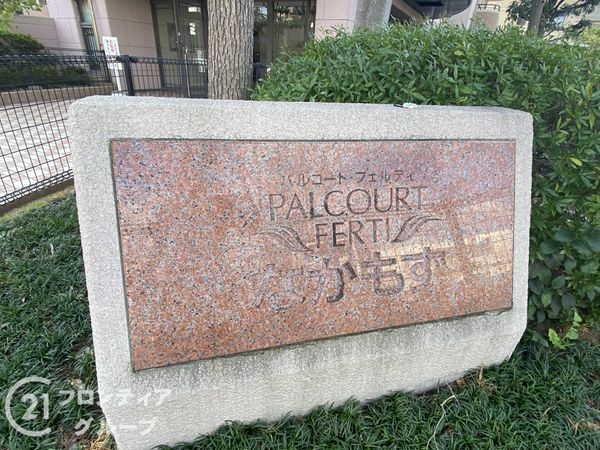 パルコート フェルティ
PALCOURT
FERTI
なかもず
21 フロンティア
グループ